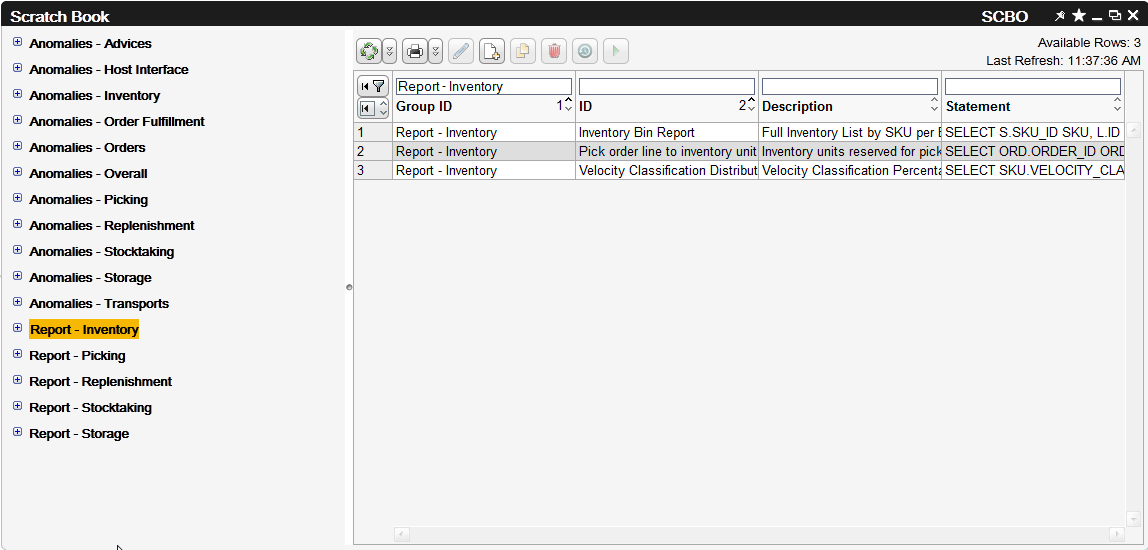 Scratch Book SCBO
Anomalies - Advices
Anomalies - Host Interface
Anomalies - Inventory
Anomalies - Order Fulfillment
Anomalies - Orders
Anomalies - Overall
Anomalies - Picking
Anomalies - Replenishment
Anomalies - Stocktaking
Anomalies - Storage
Anomalies - Transports
Report - Inventory
Report - Picking
Report - Replenishment
Report - Stocktaking
Report - Storage
Available Rows: 3
Last Refresh: 11:37:36 AM
Report - Inventory
Group ID 1 ID 2 Description Statement
1 Report - Inventory Inventory Bin Report Full Inventory List by SKU per SELECT S.SKU_ID SKU, L.ID
2 Report - Inventory Pick order line to inventory unit Inventory units reserved for pick SELECT ORD.ORDER_ID ORD
3 Report - Inventory Velocity Classification Distribut Velocity Classification Percenta SELECT SKU.VELOCITY_CLA